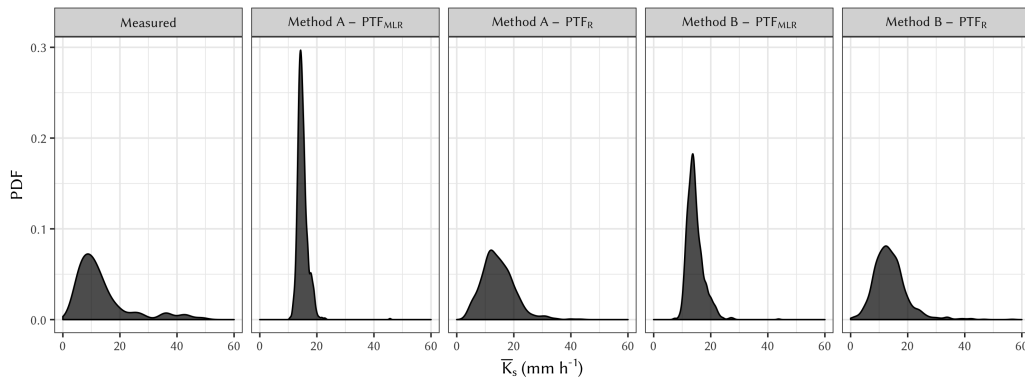 Measured Method A – PTF_MLR Method A – PTF_R Method B – PTF_MLR Method B – PTF_R
0.3
0.2
0.1
0.0
PDF
0 20 40 60 0 20 40 60 0 20 40 60 0 20 40 60 0 20 40 60
K̅_s (mm h⁻¹)